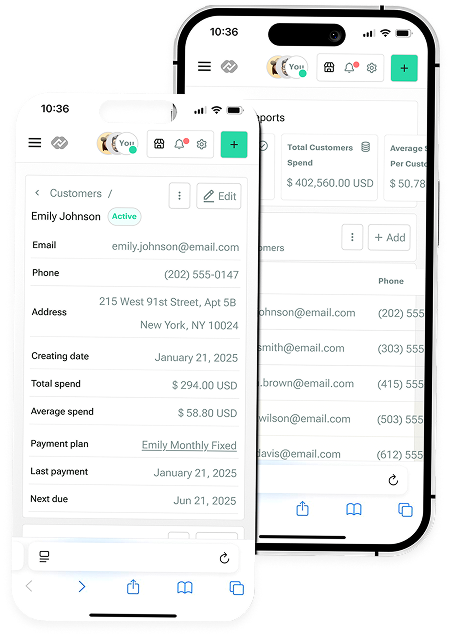 10:36
You
Customers /
Edit
Emily Johnson Active
Email emily.johnson@email.com
Phone (202) 555-0147
Address 215 West 91st Street, Apt 5B
New York, NY 10024
Creating date January 21, 2025
Total spend $ 294.00 USD
Average spend $ 58.80 USD
Payment plan Emily Monthly Fixed
Last payment January 21, 2025
Next due Jun 21, 2025
10:36
You
ports
Total Customers
Spend
$ 402,560.00 USD
Average S
Per Custo
$ 50.78
+ Add
omers
Phone
ohnson@email.com (202) 555
smith@email.com (303) 555
.brown@email.com (415) 555
wilson@email.com (503) 555
davis@email.com (612) 555